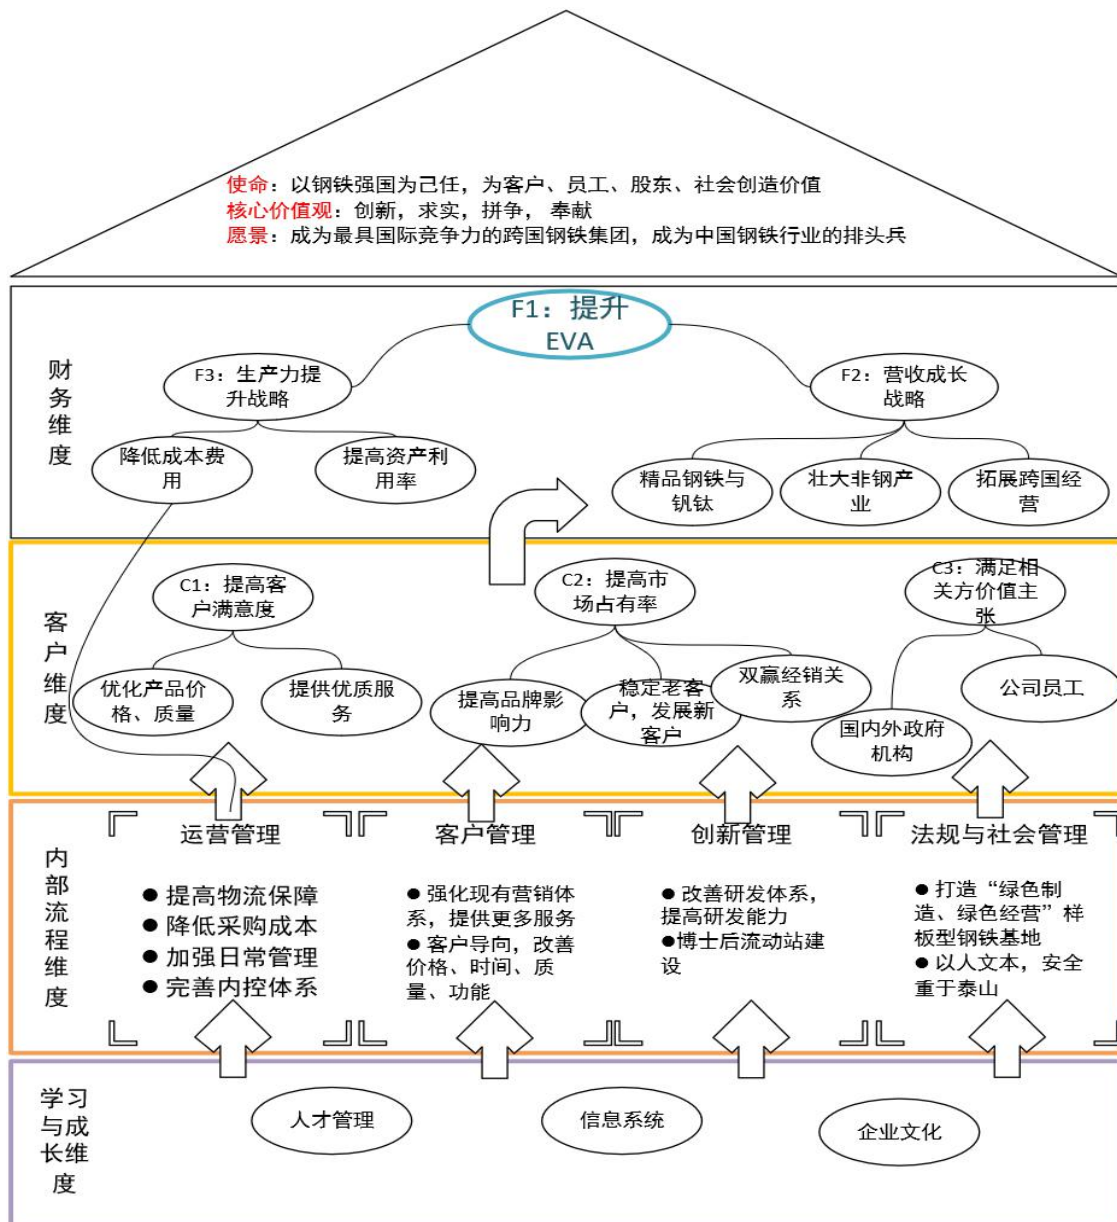 使命：以钢铁强国为己任，为客户、员工、股东、社会创造价值
核心价值观：创新，求实，拼争， 奉献
愿景：成为最具国际竞争力的跨国钢铁集团，成为中国钢铁行业的排头兵
财
务
维
度
F1：提升
EVA
F3：生产力提
升战略
F2：营收成长
战略
降低成本费
用
提高资产利
用率
精品钢铁与
钒钛
壮大非钢产
业
拓展跨国经
营
客
户
维
度
C1：提高客
户满意度
C2：提高市
场占有率
C3：满足相
关方价值主
张
优化产品价
格、质量
提供优质服
务
提高品牌影
响力
稳定老客
户，发展新
客户
双赢经销关
系
国内外政府
机构
公司员工
内
部
流
程
维
度
运营管理
● 提高物流保障
● 降低采购成本
● 加强日常管理
● 完善内控体系
客户管理
● 强化现有营销体
系，提供更多服务
● 客户导向，改善
价格、时间、质
量、功能
创新管理
● 改善研发体系，
提高研发能力
●博士后流动站建
设
法规与社会管理
● 打造“绿色制
造、绿色经营”样
板型钢铁基地
● 以人文本，安全
重于泰山
学习
与成
长维
度
人才管理
信息系统
企业文化